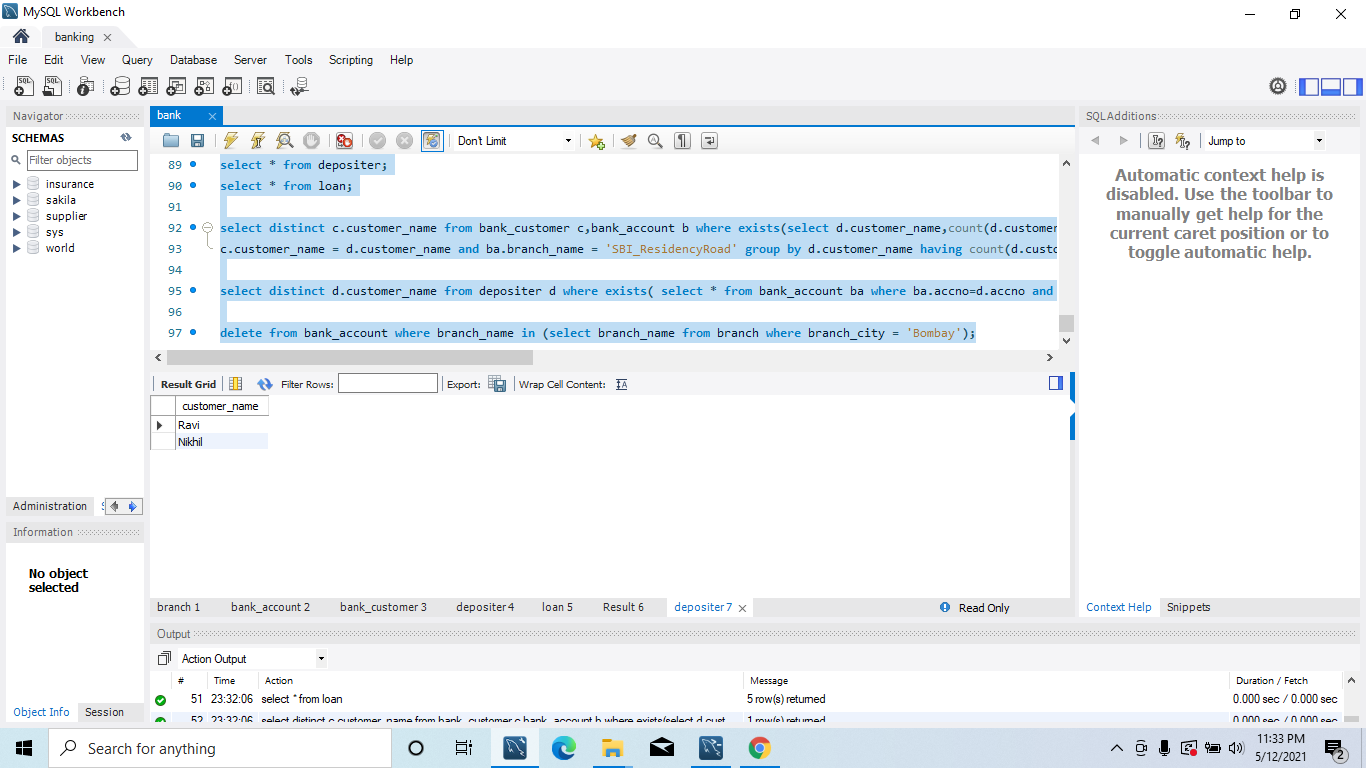 MySQL Workbench
banking
File Edit View Query Database Server Tools Scripting Help
Navigator
SCHEMAS
Filter objects
insurance
sakila
supplier
sys
world
Administration
Information
No object
selected
Object Info Session
bank
Don't Limit
89 select * from depositer;
90 select * from loan;
91
92 select distinct c.customer_name from bank_customer c,bank_account b where exists(select d.customer_name,count(d.customer
93 c.customer_name = d.customer_name and ba.branch_name = 'SBI_ResidencyRoad' group by d.customer_name having count(d.custo
94
95 select distinct d.customer_name from depositer d where exists( select * from bank_account ba where ba.accno=d.accno and
96
97 delete from bank_account where branch_name in (select branch_name from branch where branch_city = 'Bombay');
Result Grid Filter Rows: Export: Wrap Cell Content:
customer_name
Ravi
Nikhil
branch 1 bank_account 2 bank_customer 3 depositer 4 loan 5 Result 6 depositer 7 Read Only
Output
Action Output
# Time Action Message Duration / Fetch
51 23:32:06 select * from loan 5 row(s) returned 0.000 sec / 0.000 sec
52 23:32:06 select distinct c.customer_name from bank_customer c,bank_account b where exists(select d.cust... 1 row(s) returned 0.000 sec / 0.000 sec
SQLAdditions
Jump to
Automatic context help is
disabled. Use the toolbar to
manually get help for the
current caret position or to
toggle automatic help.
Context Help Snippets
Search for anything
11:33 PM
5/12/2021
2